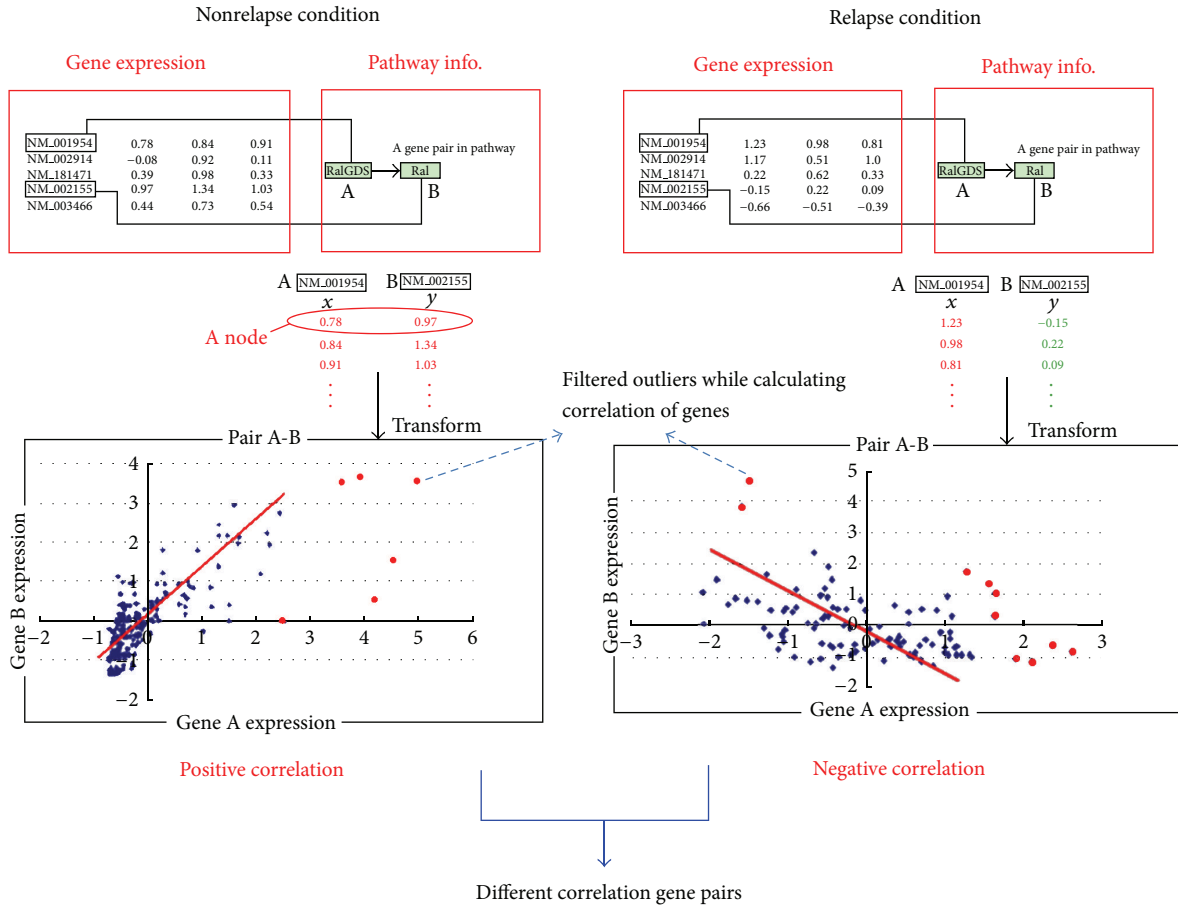 Nonrelapse condition
Gene expression
Pathway info.
NM_001954 0.78 0.84 0.91
NM_002914 −0.08 0.92 0.11
NM_181471 0.39 0.98 0.33
NM_002155 0.97 1.34 1.03
NM_003466 0.44 0.73 0.54
A gene pair in pathway
RalGDS Ral
A B
A NM_001954 B NM_002155
x y
0.78 0.97
A node
0.84 1.34
0.91 1.03
Transform
Pair A-B
4
3
2
1
0
−1
−2
−2 −1 0 1 2 3 4 5 6
Gene B expression
Gene A expression
Positive correlation
Filtered outliers while calculating
correlation of genes
Relapse condition
Gene expression
Pathway info.
NM_001954 1.23 0.98 0.81
NM_002914 1.17 0.51 1.0
NM_181471 0.22 0.62 0.33
NM_002155 −0.15 0.22 0.09
NM_003466 −0.66 −0.51 −0.39
A gene pair in pathway
RalGDS Ral
A B
A NM_001954 B NM_002155
x y
1.23 −0.15
0.98 0.22
0.81 0.09
Transform
Pair A-B
5
4
3
2
1
0
−1
−2
−3 −2 −1 0 1 2 3
Gene B expression
Gene A expression
Negative correlation
Different correlation gene pairs